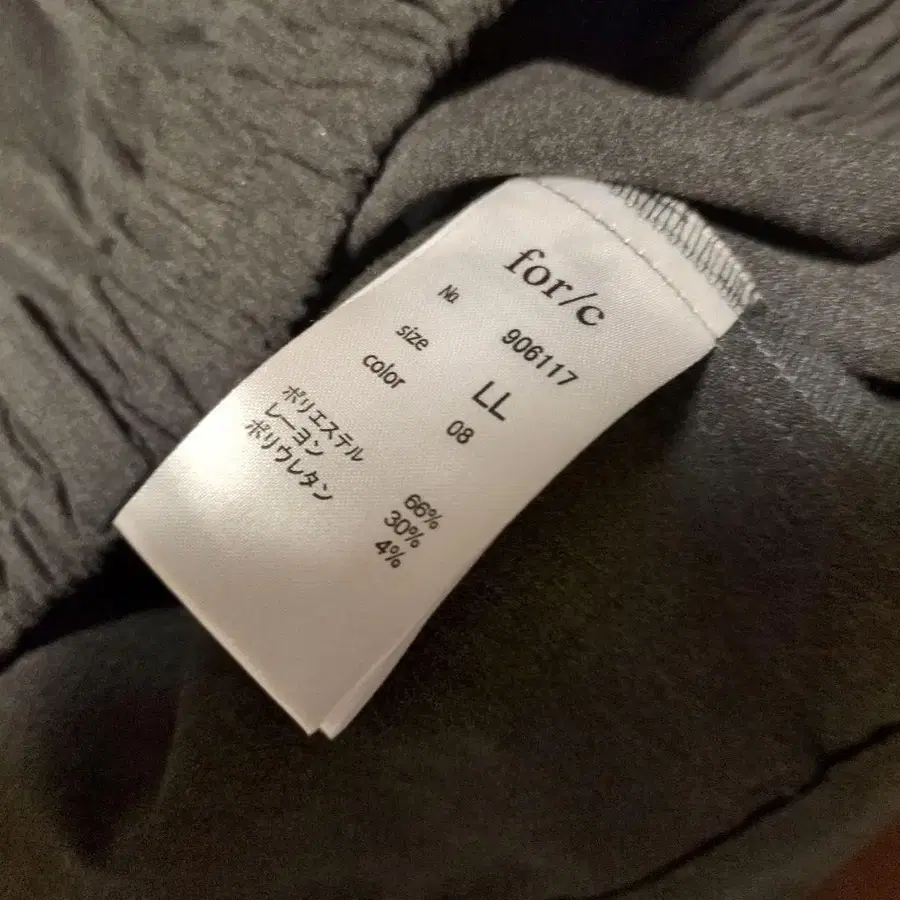 for/c
№ 906117
size LL
color 08
ポリエステル 66%
レーヨン 30%
ポリウレタン 4%